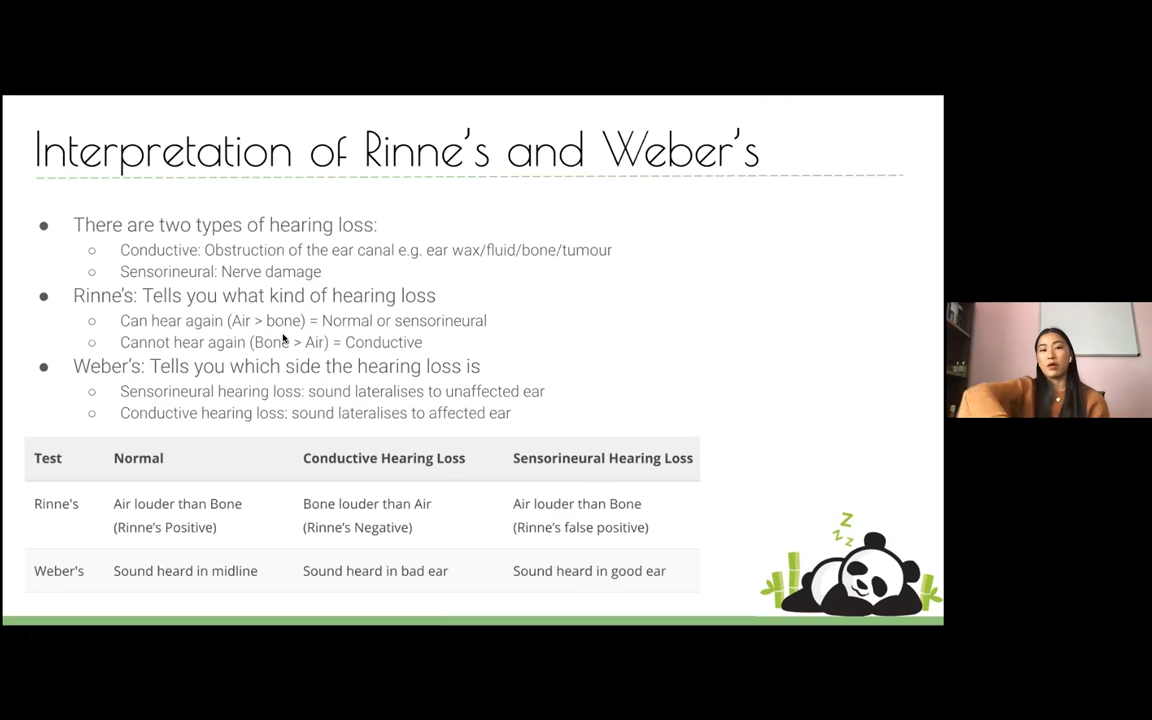 Interpretation of Rinne's and Weber's
● There are two types of hearing loss:
○ Conductive: Obstruction of the ear canal e.g. ear wax/fluid/bone/tumour
○ Sensorineural: Nerve damage
● Rinne's: Tells you what kind of hearing loss
○ Can hear again (Air > bone) = Normal or sensorineural
○ Cannot hear again (Bone > Air) = Conductive
● Weber's: Tells you which side the hearing loss is
○ Sensorineural hearing loss: sound lateralises to unaffected ear
○ Conductive hearing loss: sound lateralises to affected ear
Test Normal Conductive Hearing Loss Sensorineural Hearing Loss
Rinne's Air louder than Bone Bone louder than Air Air louder than Bone
(Rinne's Positive) (Rinne's Negative) (Rinne's false positive)
Weber's Sound heard in midline Sound heard in bad ear Sound heard in good ear
Z
Z
Z